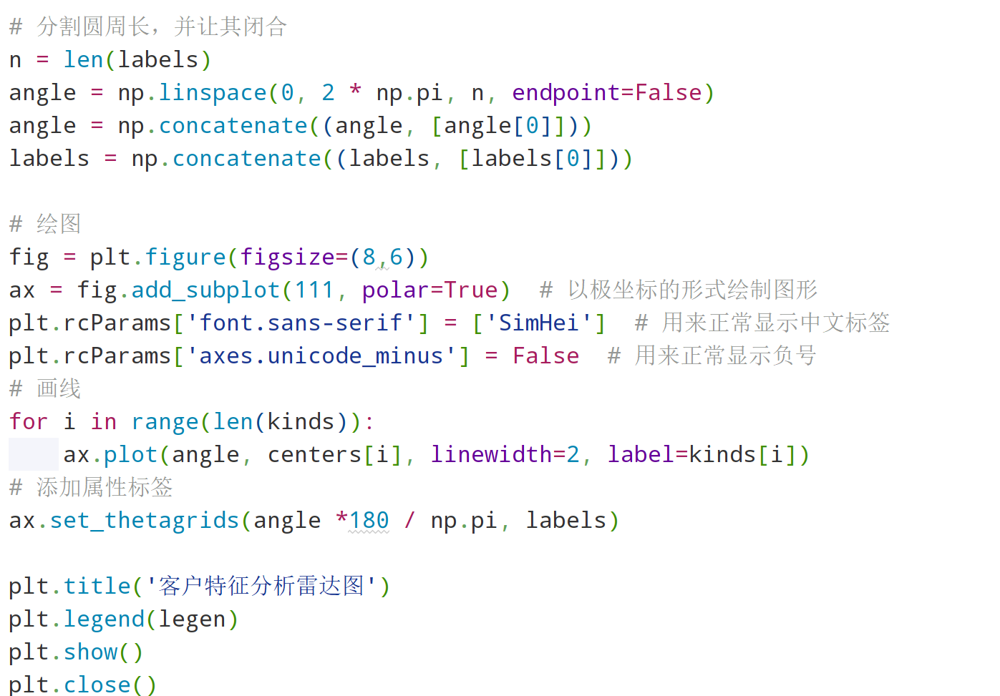 # 分割圆周长，并让其闭合
n = len(labels)
angle = np.linspace(0, 2 * np.pi, n, endpoint=False)
angle = np.concatenate((angle, [angle[0]]))
labels = np.concatenate((labels, [labels[0]]))
# 绘图
fig = plt.figure(figsize=(8,6))
ax = fig.add_subplot(111, polar=True)  # 以极坐标的形式绘制图形
plt.rcParams['font.sans-serif'] = ['SimHei']  # 用来正常显示中文标签
plt.rcParams['axes.unicode_minus'] = False  # 用来正常显示负号
# 画线
for i in range(len(kinds)):
    ax.plot(angle, centers[i], linewidth=2, label=kinds[i])
# 添加属性标签
ax.set_thetagrids(angle *180 / np.pi, labels)
plt.title('客户特征分析雷达图')
plt.legend(legen)
plt.show()
plt.close()